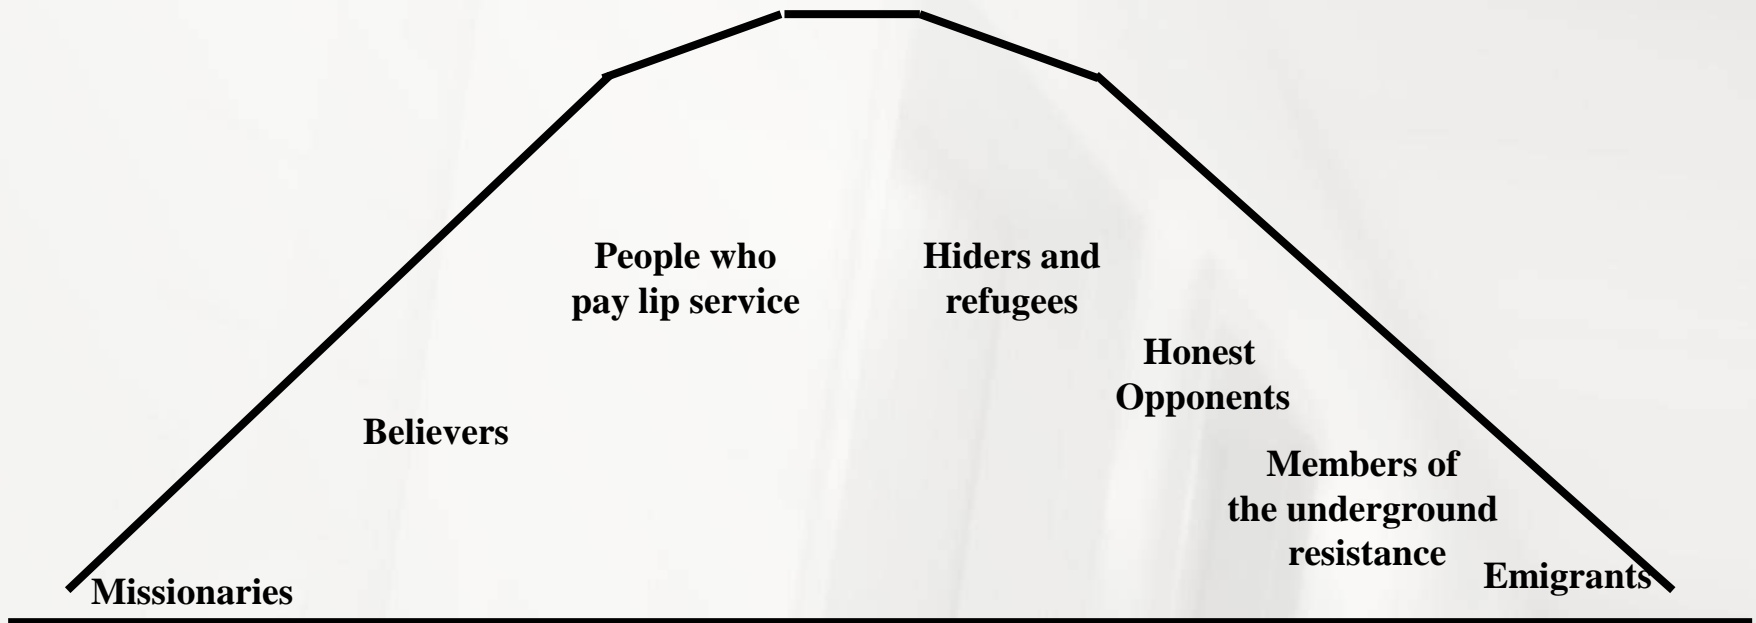 People who
pay lip service
Hiders and
refugees
Honest
Opponents
Believers
Members of
the underground
resistance
Emigrants
Missionaries